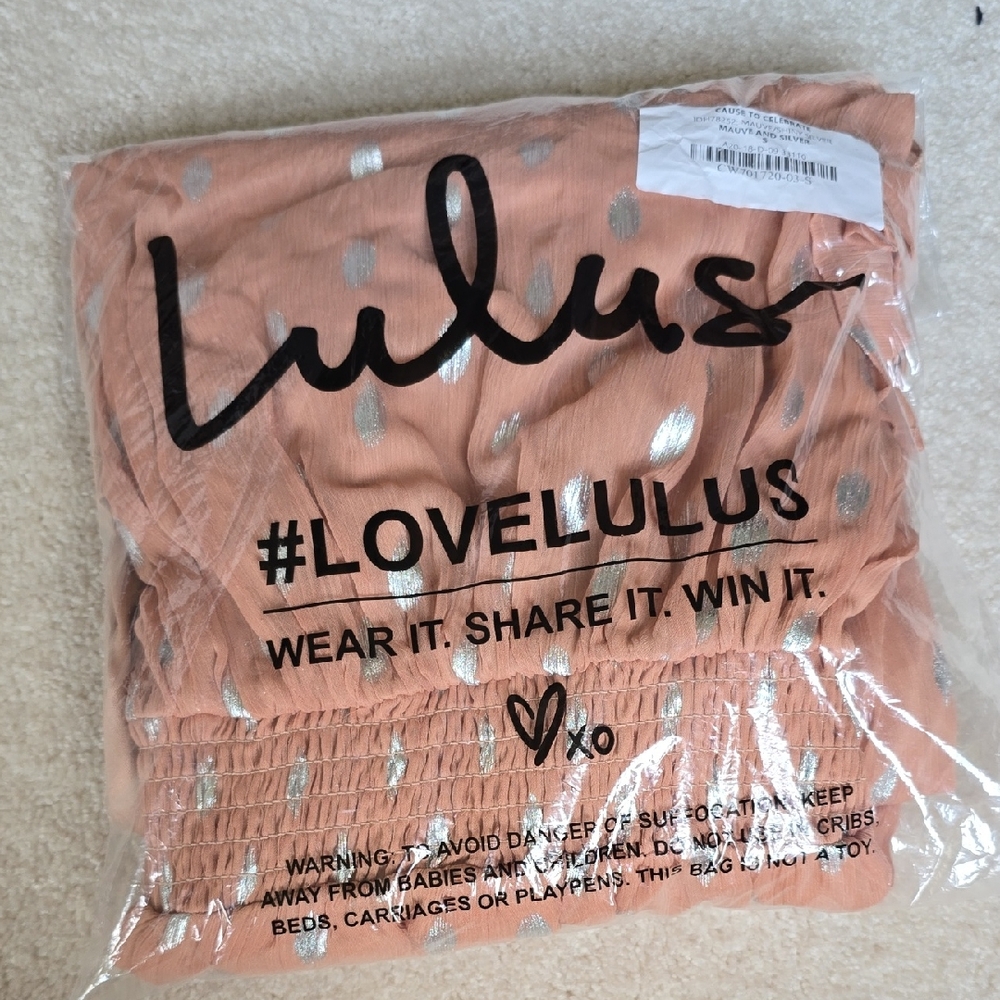 CAUSE TO CELEBRATE
MAUVE AND SILVER
S
CW701720-03-S
Lulus
#LOVELULUS
WEAR IT. SHARE IT. WIN IT.
XO
WARNING: TO AVOID DANGER OF SUFFOCATION, KEEP
AWAY FROM BABIES AND CHILDREN. DO NOT USE IN CRIBS,
BEDS, CARRIAGES OR PLAYPENS. THIS BAG IS NOT A TOY.